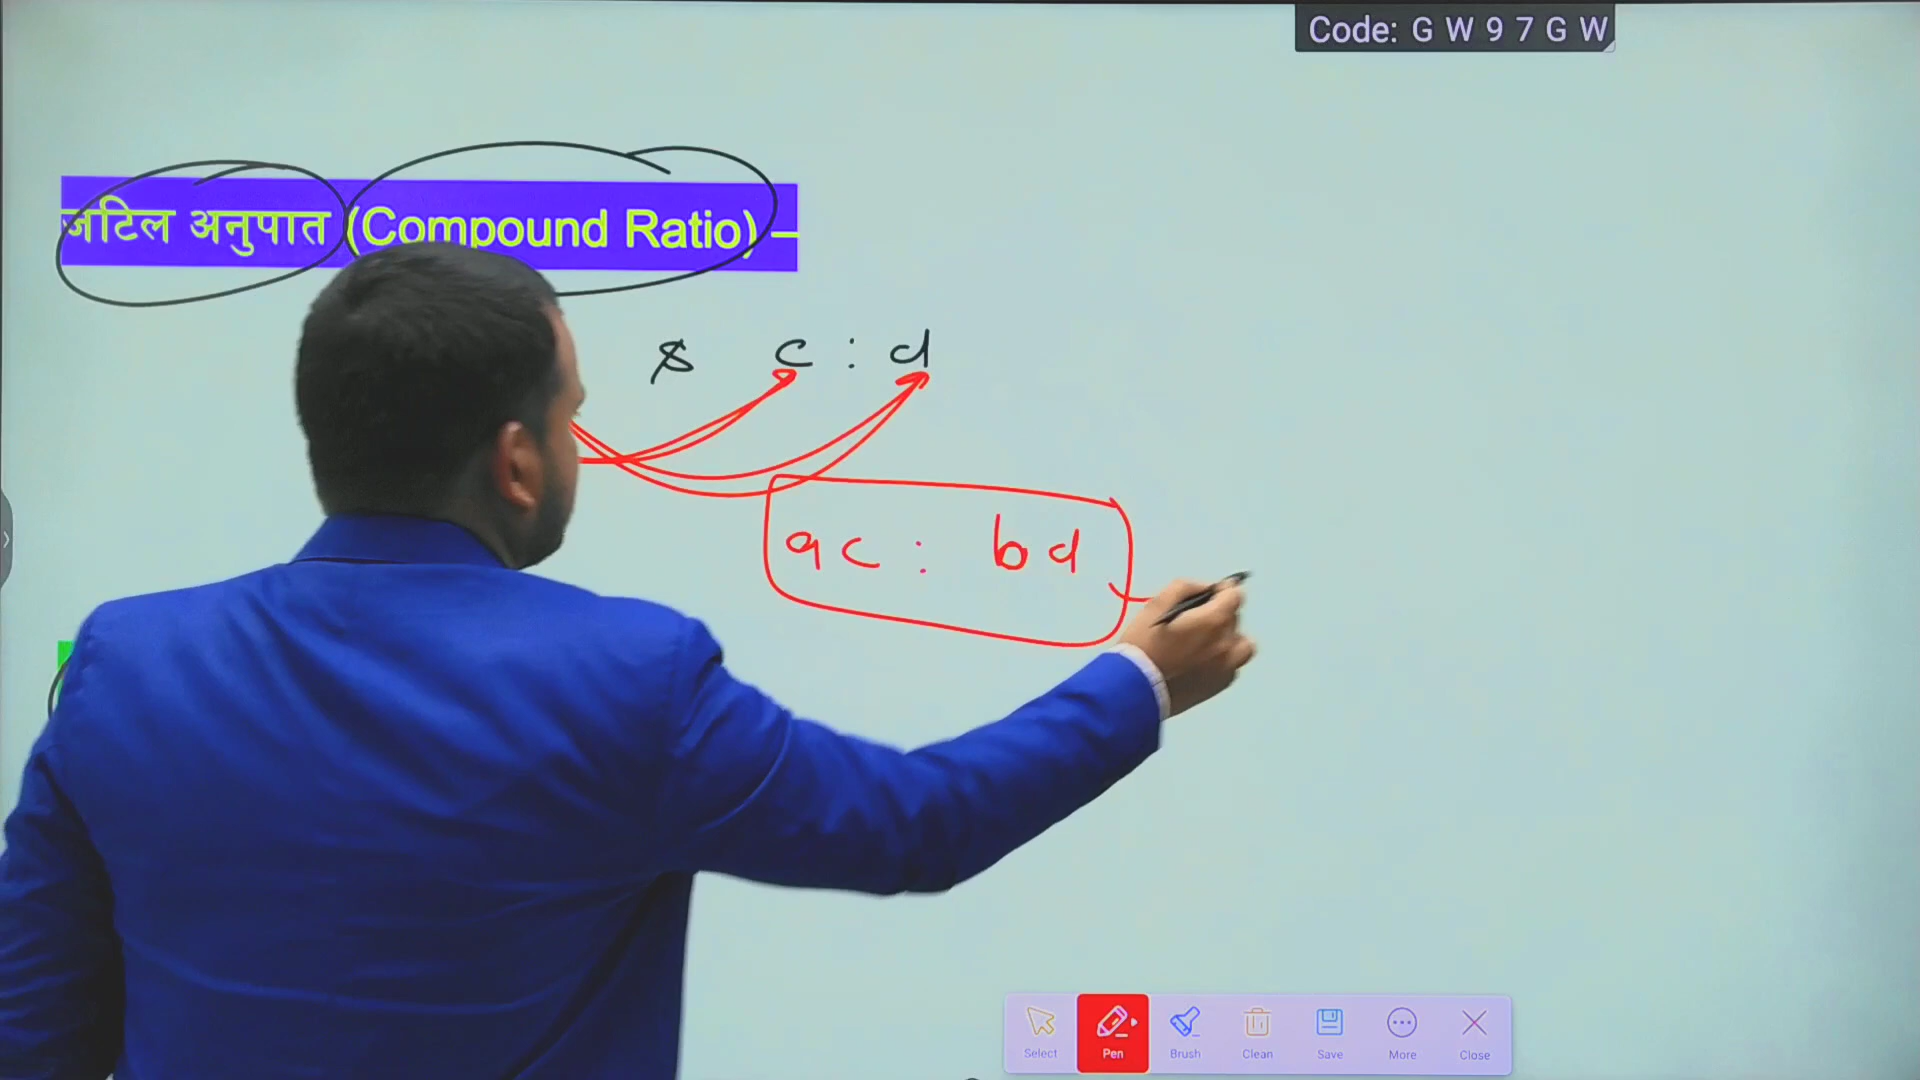 Code: G W 9 7 G W
जटिल अनुपात (Compound Ratio) –
& c : d
ac : bd
Select Pen Brush Clean Save More Close